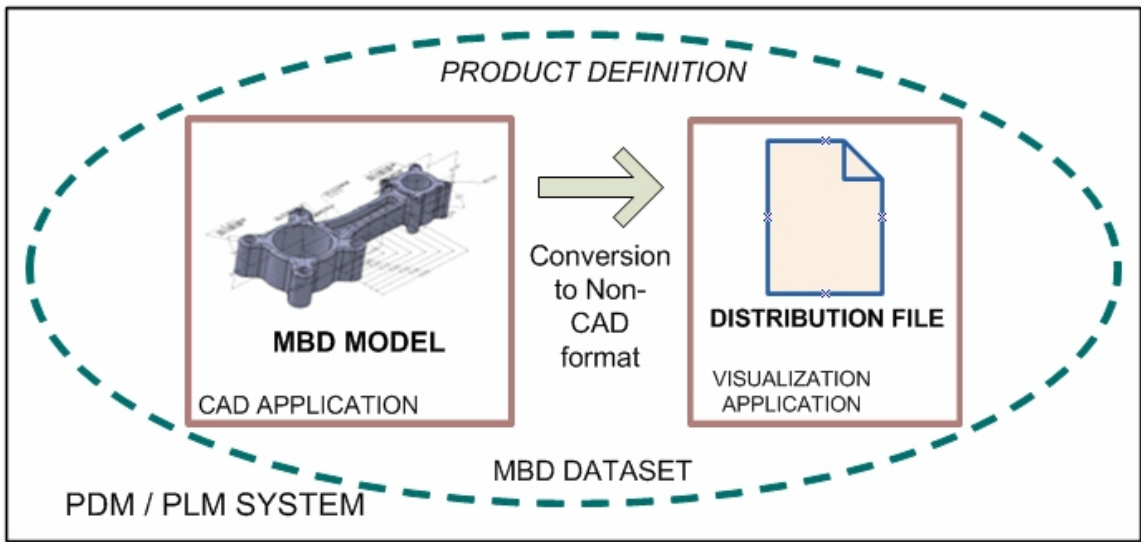 PRODUCT DEFINITION
MBD MODEL
CAD APPLICATION
Conversion
to Non-
CAD
format
DISTRIBUTION FILE
VISUALIZATION
APPLICATION
MBD DATASET
PDM / PLM SYSTEM